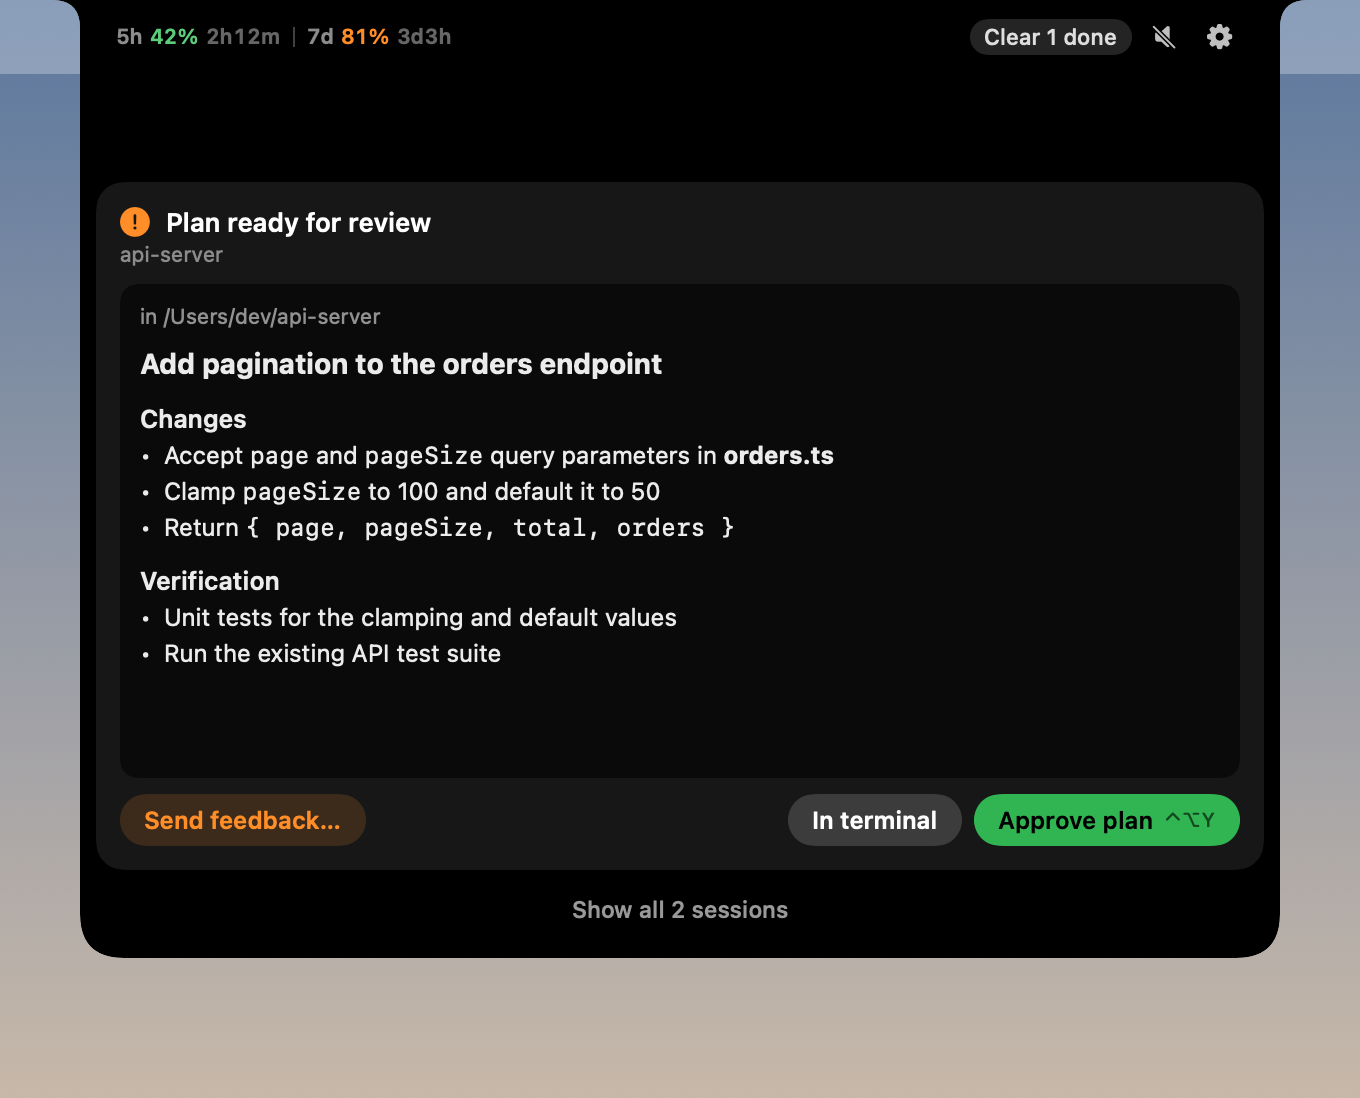 5h 42% 2h12m | 7d 81% 3d3h
Clear 1 done
Plan ready for review
api-server
in /Users/dev/api-server
Add pagination to the orders endpoint
Changes
• Accept page and pageSize query parameters in orders.ts
• Clamp pageSize to 100 and default it to 50
• Return { page, pageSize, total, orders }
Verification
• Unit tests for the clamping and default values
• Run the existing API test suite
Send feedback...
In terminal
Approve plan ⌃⌥Y
Show all 2 sessions